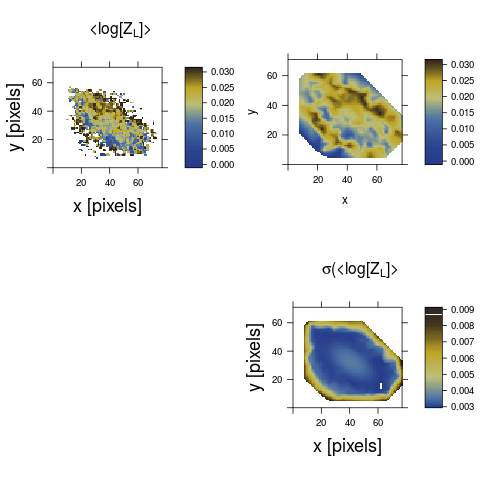 <log[Z_L]>
y [pixels]
60
40
20
20 40 60
x [pixels]
0.030
0.025
0.020
0.015
0.010
0.005
0.000
y
60
40
20
20 40 60
x
0.030
0.025
0.020
0.015
0.010
0.005
0.000
σ(<log[Z_L]>
y [pixels]
60
40
20
20 40 60
x [pixels]
0.009
0.008
0.007
0.006
0.005
0.004
0.003